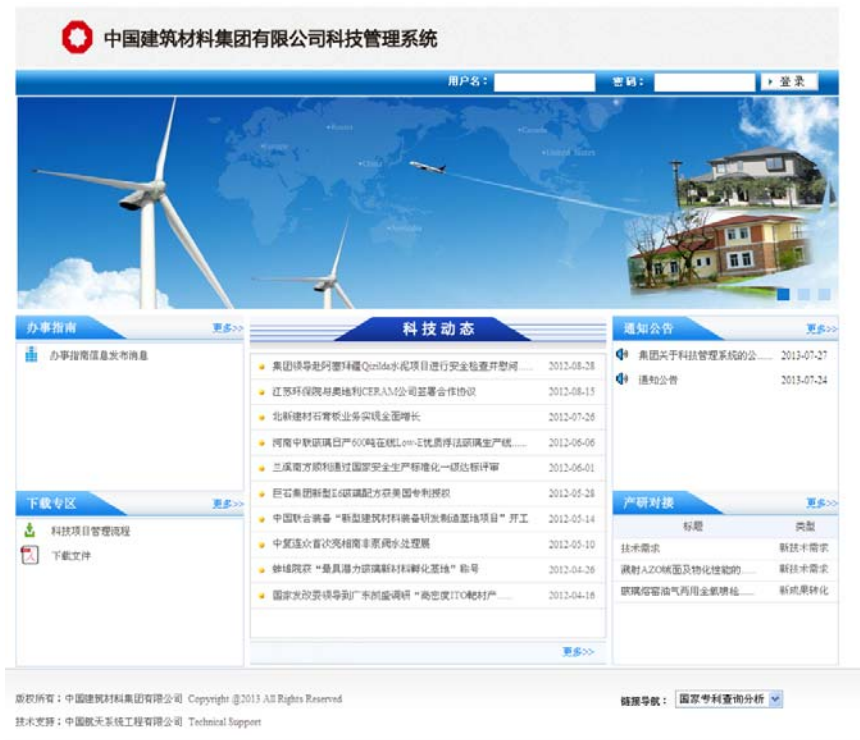 中国建筑材料集团有限公司科技管理系统
用户名： 密码： 登录
Russia
Canada
United States
China
Australia
办事指南 更多>>
办事指南信息发布消息
下载专区 更多>>
科技项目管理流程
下载文件
科技动态
集团领导赴阿塞拜疆Qizilda水泥项目进行安全检查并慰问...... 2012-08-28
江苏环保院与奥地利CERAM公司签署合作协议 2012-08-15
北新建材石膏板业务实现全面增长 2012-07-26
河南中联玻璃日产600吨在线Low-E优质浮法玻璃生产线...... 2012-06-06
三溪南方顺利通过国家安全生产标准化一级达标评审 2012-06-01
巨石集团新型E6玻璃配方获美国专利授权 2012-05-28
中国联合装备“新型建筑材料装备研发制造基地项目”开工 2012-05-14
中复连众首次亮相南非泵阀水处理展 2012-05-10
蚌埠院获“最具潜力玻璃新材料孵化基地”称号 2012-04-26
国家发改委领导到广东凯盛调研“高密度ITO靶材产...... 2012-04-16
更多>>
通知公告 更多>>
集团关于科技管理系统的公...... 2013-07-27
通知公告 2013-07-24
产研对接 更多>>
标题 类型
技术需求 新技术需求
溅射AZO绒面及物化性能的...... 新技术需求
玻璃熔窑油气两用全氧喷枪...... 新成果转化
版权所有：中国建筑材料集团有限公司 Copyright @2013 All Rights Reserved
技术支持：中国航天系统工程有限公司 Technical Support
链接导航： 国家专利查询分析